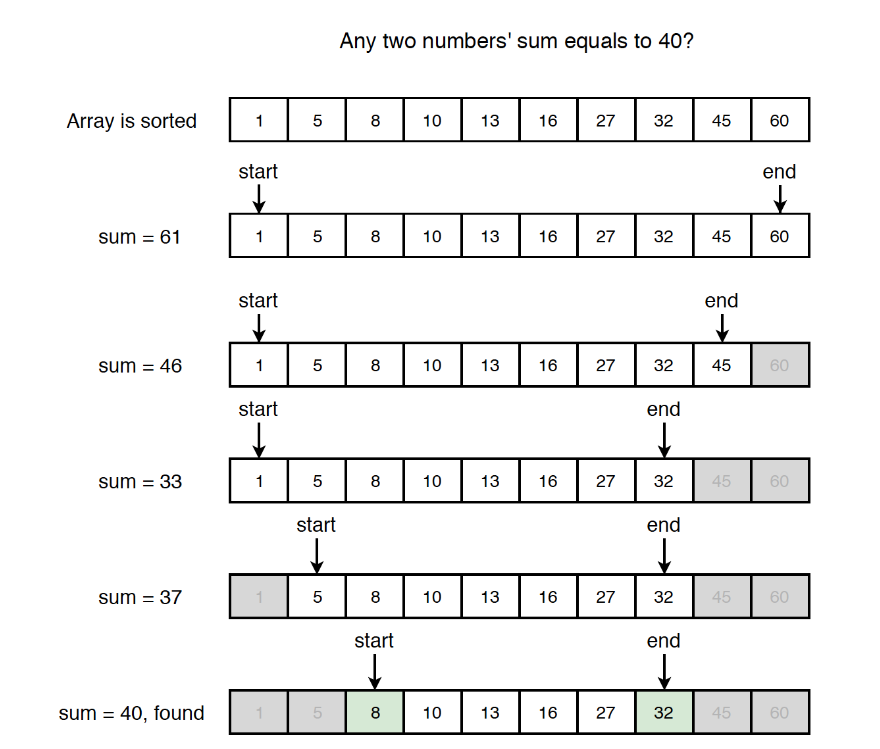 Any two numbers' sum equals to 40?
Array is sorted 1 5 8 10 13 16 27 32 45 60
start end
sum = 61 1 5 8 10 13 16 27 32 45 60
start end
sum = 46 1 5 8 10 13 16 27 32 45 60
start end
sum = 33 1 5 8 10 13 16 27 32 45 60
start end
sum = 37 1 5 8 10 13 16 27 32 45 60
start end
sum = 40, found 1 5 8 10 13 16 27 32 45 60